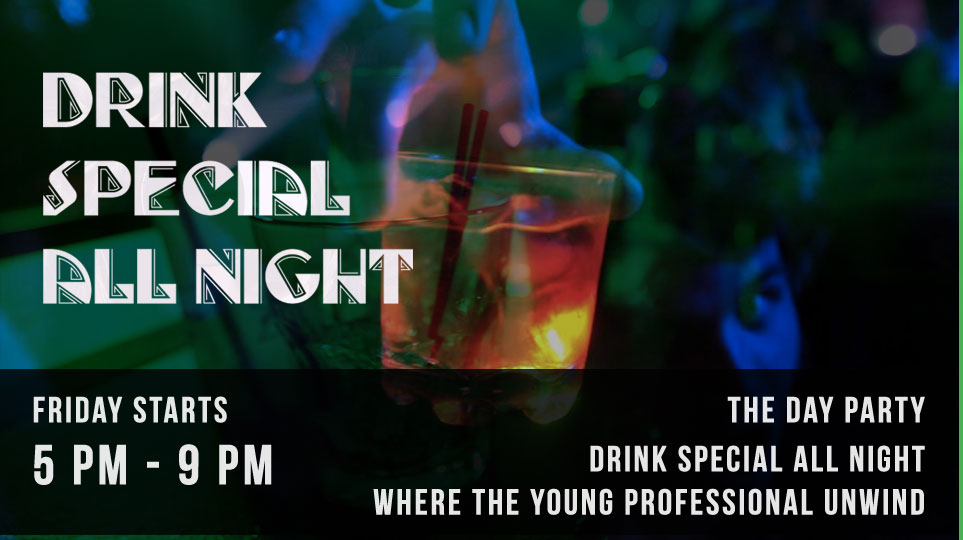 DRINK
SPECIAL
ALL NIGHT
FRIDAY STARTS
5 PM - 9 PM
THE DAY PARTY
DRINK SPECIAL ALL NIGHT
WHERE THE YOUNG PROFESSIONAL UNWIND